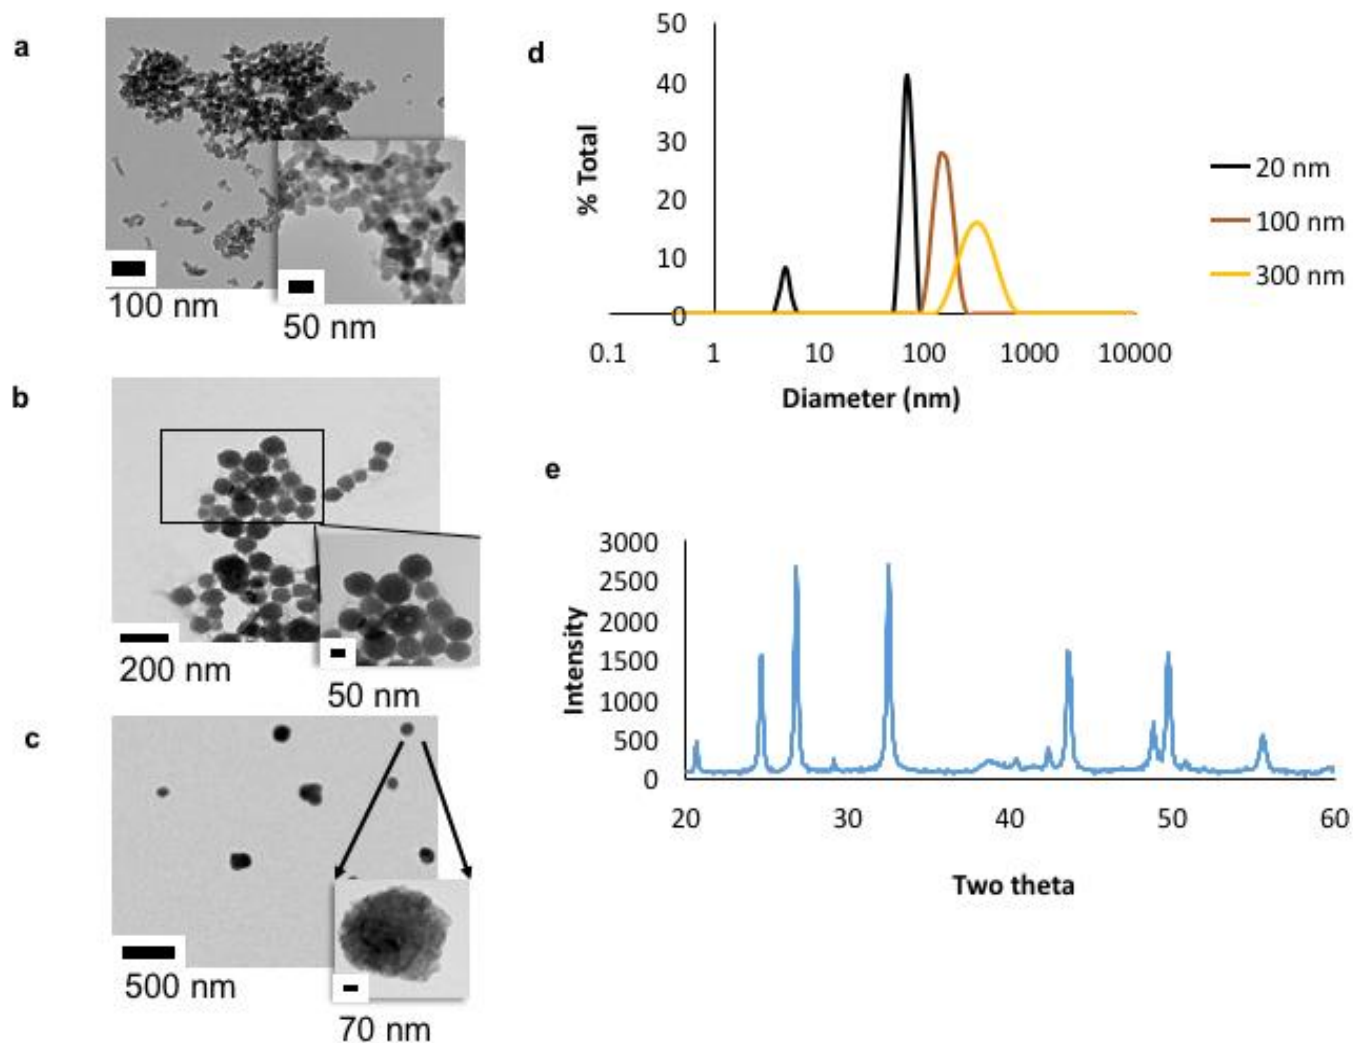 a
100 nm
50 nm
b
200 nm
50 nm
c
500 nm
70 nm
d
50
40
30
20
10
0
% Total
0.1 1 10 100 1000 10000
Diameter (nm)
20 nm
100 nm
300 nm
e
3000
2500
2000
1500
1000
500
0
Intensity
20 30 40 50 60
Two theta